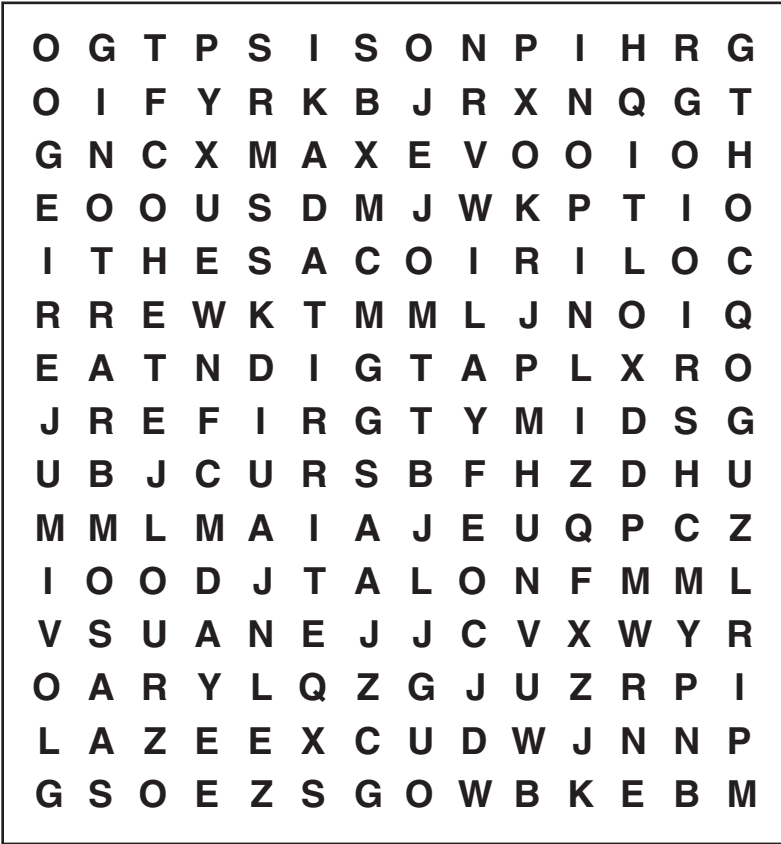 O G T P S I S O N P I H R G
O I F Y R K B J R X N Q G T
G N C X M A X E V O O I O H
E O O U S D M J W K P T I O
I T H E S A C O I R I L O C
R R E W K T M M L J N O I Q
E A T N D I G T A P L X R O
J R E F I R G T Y M I D S G
U B J C U R S B F H Z D H U
M M L M A I A J E U Q P C Z
I O O D J T A L O N F M M L
V S U A N E J J C V X W Y R
O A R Y L Q Z G J U Z R P I
L A Z E E X C U D W J N N P
G S O E Z S G O W B K E B M